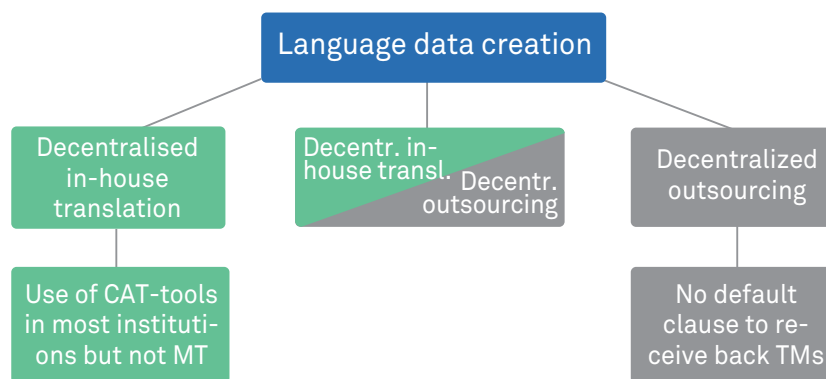 Language data creation
Decentralised
in-house
translation
Decentr. in-
house transl.
Decentr.
outsourcing
Decentralized
outsourcing
Use of CAT-tools
in most instituti-
ons but not MT
No default
clause to re-
ceive back TMs